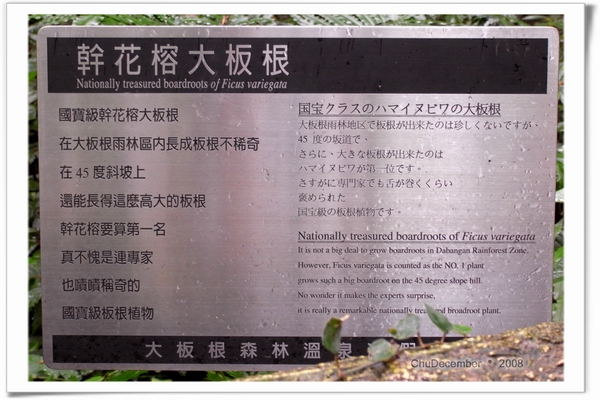 幹花榕大板根
Nationally treasured boardroots of Ficus variegata
國寶級幹花榕大板根
在大板根雨林區内長成板根不稀奇
在 45 度斜坡上
還能長得這麼高大的板根
幹花榕要算第一名
真不愧是連專家
也嘖嘖稱奇的
國寶級板根植物
国宝クラスのハマイヌビワの大板根
大板根雨林地区で板根が出来たのは珍しくないですが、
45 度の坂道で、
さらに、大きな板根が出来たのは
ハマイヌビワが第一位です。
さすがに専門家でも舌が巻くくらい
褒められた
国宝級の板根植物です。
Nationally treasured boardroots of Ficus variegata
It is not a big deal to grow boardroots in Dabangan Rainforest Zone.
However, Ficus variegata is counted as the NO. 1 plant
grows such a big boardroot on the 45 degree slope hill.
No wonder it makes the experts surprise,
it is really a remarkable nationally treasured broadroot plant.
大板根森林溫泉
ChuDecember * 2008